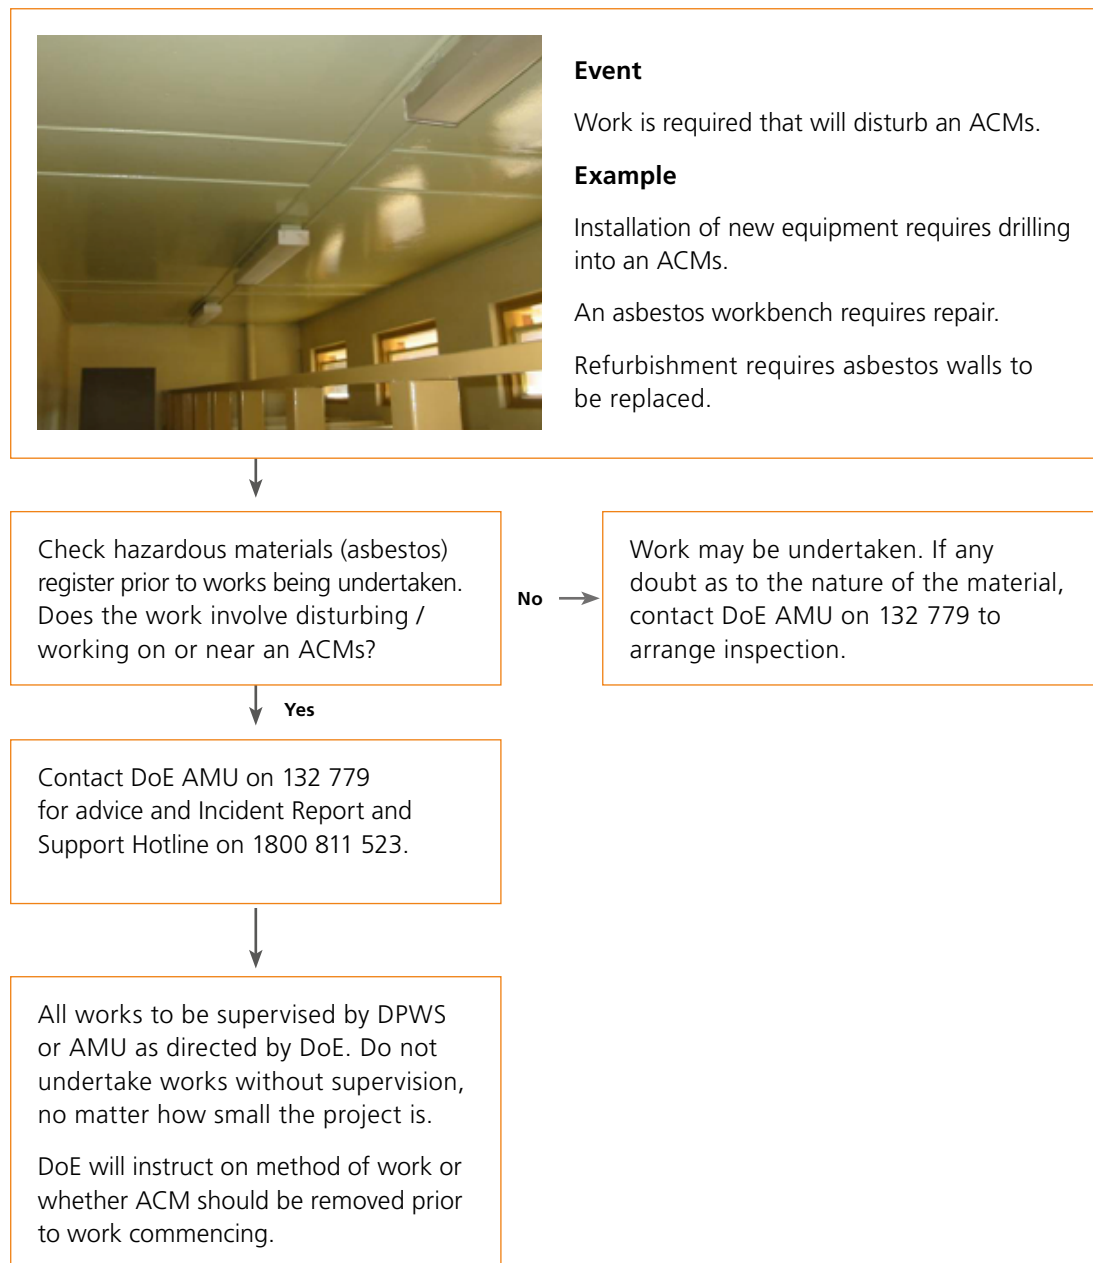 Event
Work is required that will disturb an ACMs.
Example
Installation of new equipment requires drilling
into an ACMs.
An asbestos workbench requires repair.
Refurbishment requires asbestos walls to
be replaced.
Check hazardous materials (asbestos)
register prior to works being undertaken.
Does the work involve disturbing /
working on or near an ACMs?
No
Work may be undertaken. If any
doubt as to the nature of the material,
contact DoE AMU on 132 779 to
arrange inspection.
Yes
Contact DoE AMU on 132 779
for advice and Incident Report and
Support Hotline on 1800 811 523.
All works to be supervised by DPWS
or AMU as directed by DoE. Do not
undertake works without supervision,
no matter how small the project is.
DoE will instruct on method of work or
whether ACM should be removed prior
to work commencing.